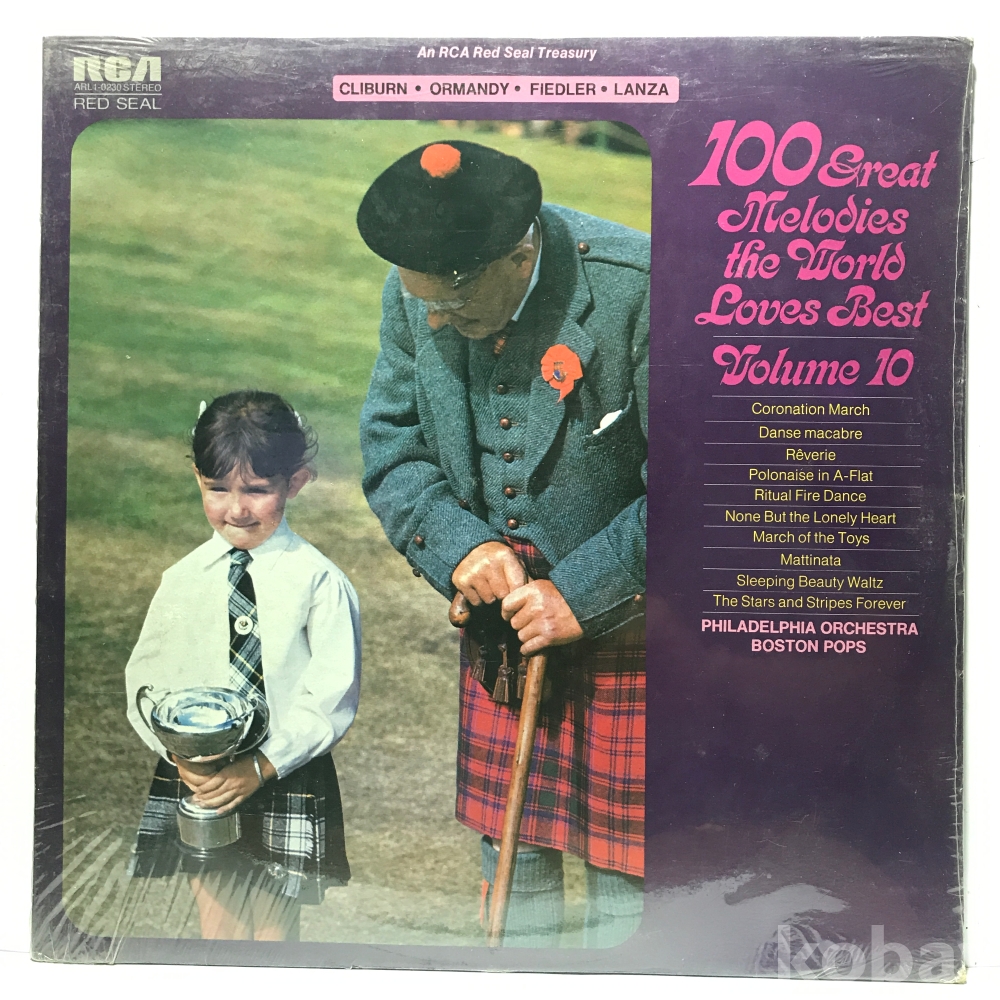 An RCA Red Seal Treasury
RCA
ARL1-0230 STEREO
RED SEAL
CLIBURN • ORMANDY • FIEDLER • LANZA
100 Great
Melodies
the World
Loves Best
Volume 10
Coronation March
Danse macabre
Rêverie
Polonaise in A-Flat
Ritual Fire Dance
None But the Lonely Heart
March of the Toys
Mattinata
Sleeping Beauty Waltz
The Stars and Stripes Forever
PHILADELPHIA ORCHESTRA
BOSTON POPS
koba